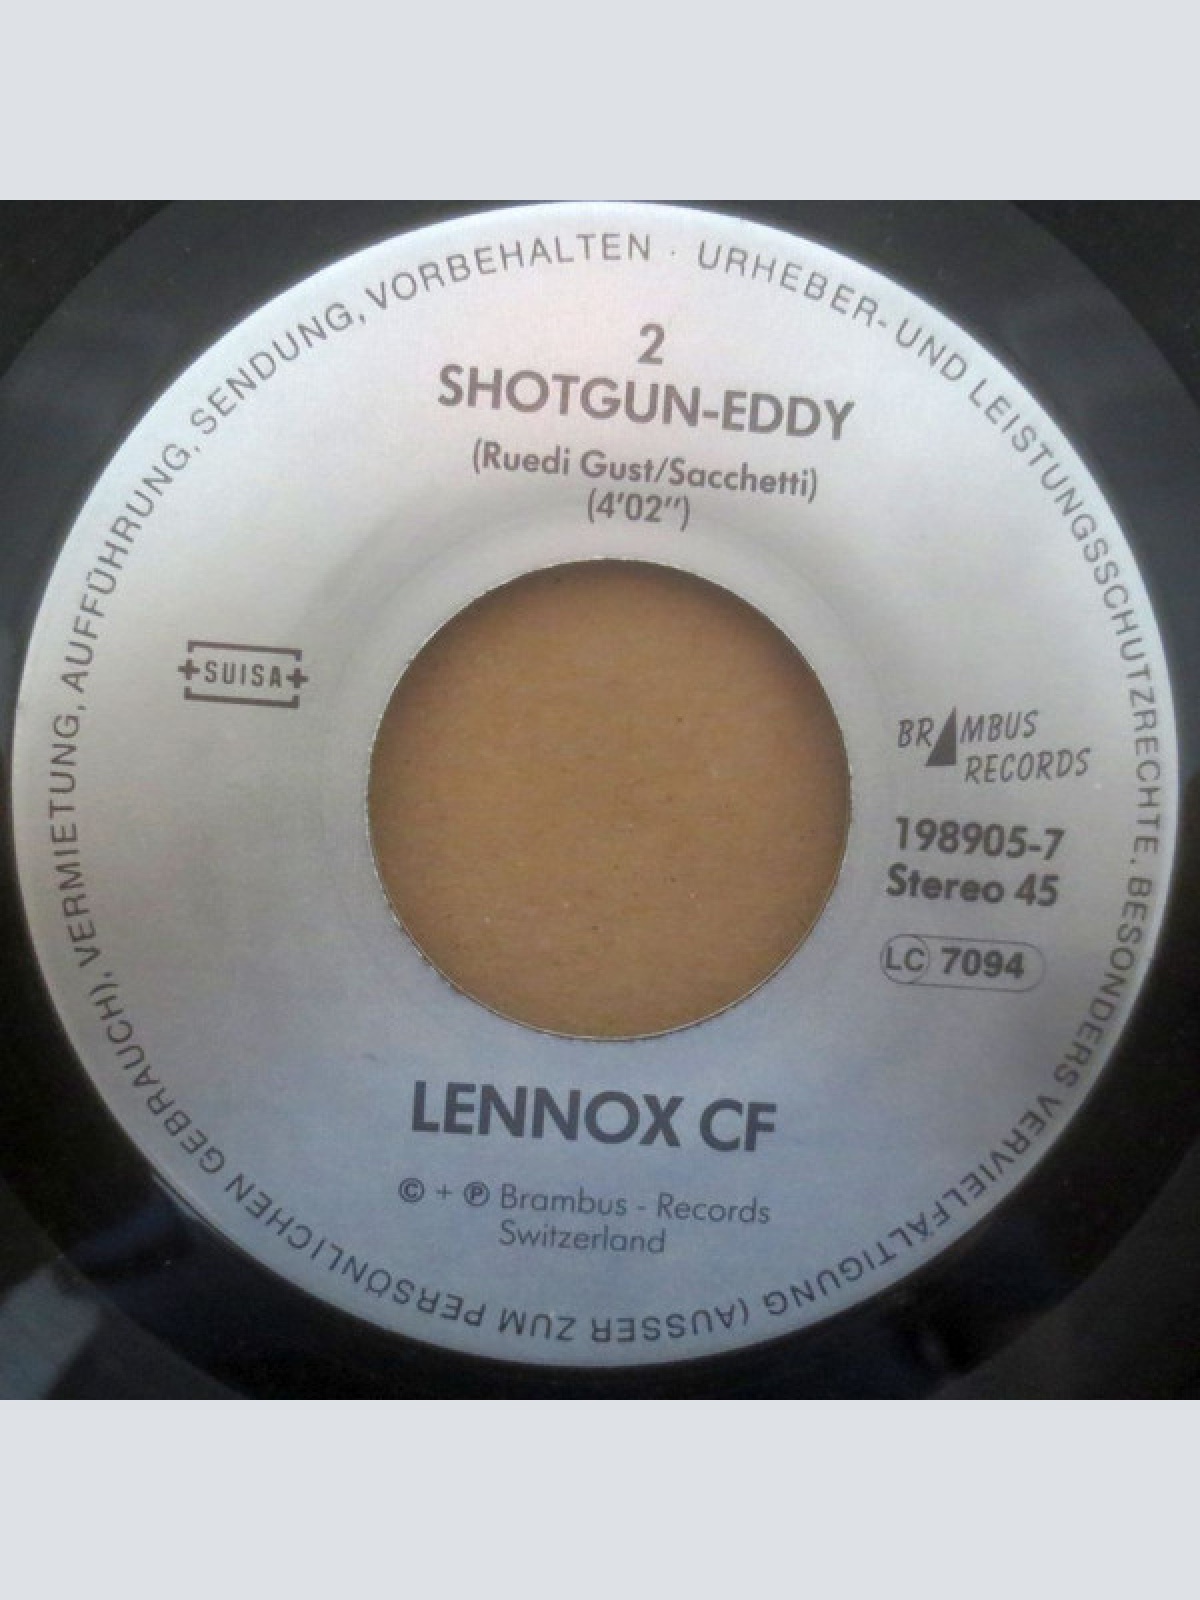 URHEBER- UND LEISTUNGSSCHUTZRECHTE. BESONDERS VERVIELFÄLTIGUNG (AUSSER ZUM PERSÖNLICHEN GEBRAUCH), VERMIETUNG, AUFFÜHRUNG, SENDUNG, VORBEHALTEN ·
2
SHOTGUN-EDDY
(Ruedi Gust/Sacchetti)
(4'02")
SUISA
BRAMBUS
RECORDS
198905-7
Stereo 45
LC 7094
LENNOX CF
© + ℗ Brambus - Records
Switzerland